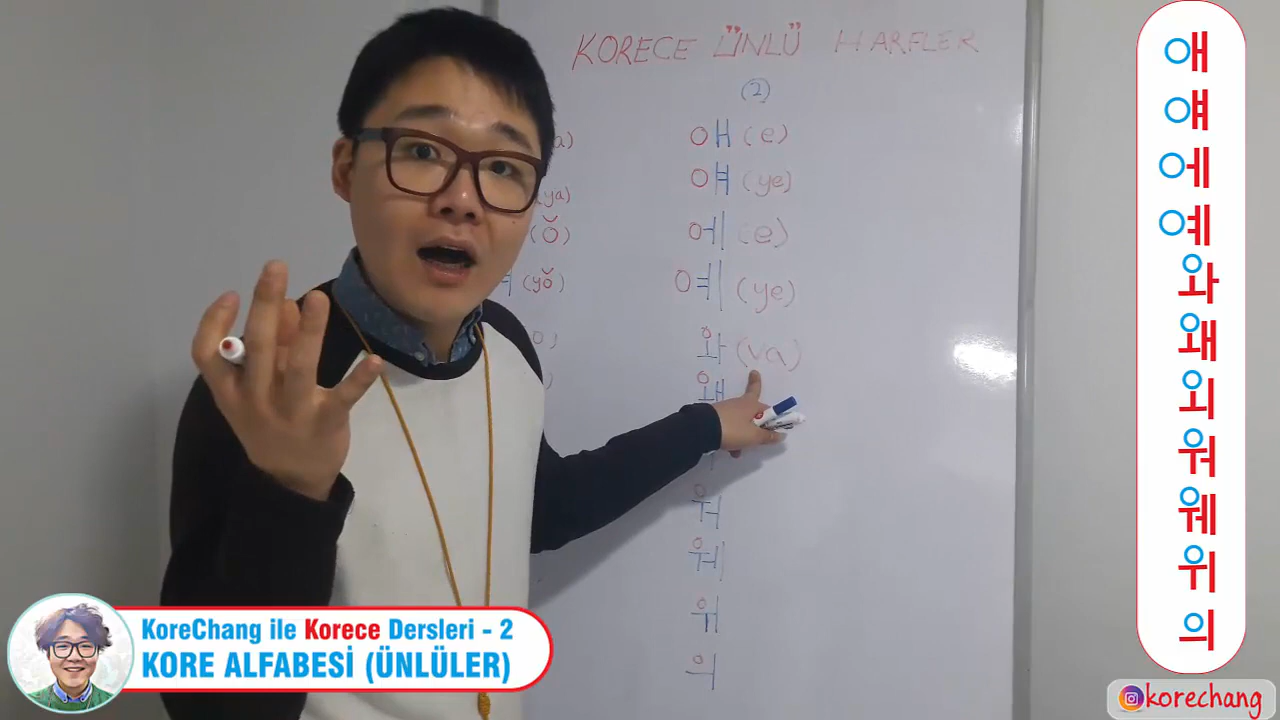 KORECE ÜNLÜ HARFLER
(2)
애 (e)
얘 (ye)
에 (e)
예 (ye)
와 (va)
왜
워
웨
위
의
a)
(ya)
(ŏ)
ㅕ (yŏ)
애
얘
에
예
와
왜
외
워
웨
위
의
KoreChang ile Korece Dersleri - 2
KORE ALFABESİ (ÜNLÜLER)
@korechang